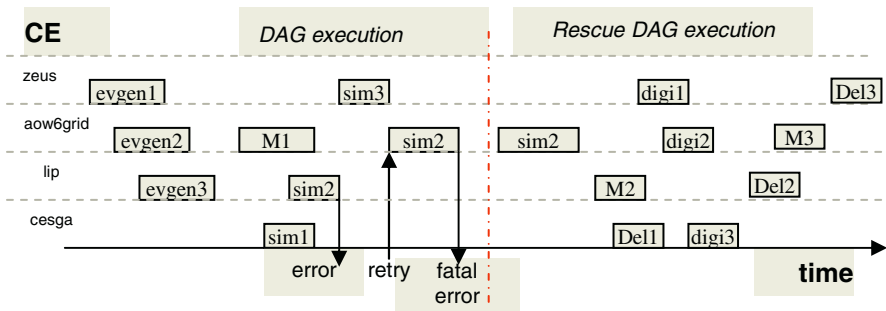 CE
DAG execution
Rescue DAG execution
zeus
evgen1
sim3
digi1
Del3
aow6grid
evgen2
M1
sim2
sim2
digi2
M3
lip
evgen3
sim2
M2
Del2
cesga
sim1
Del1
digi3
error
retry
fatal
error
time